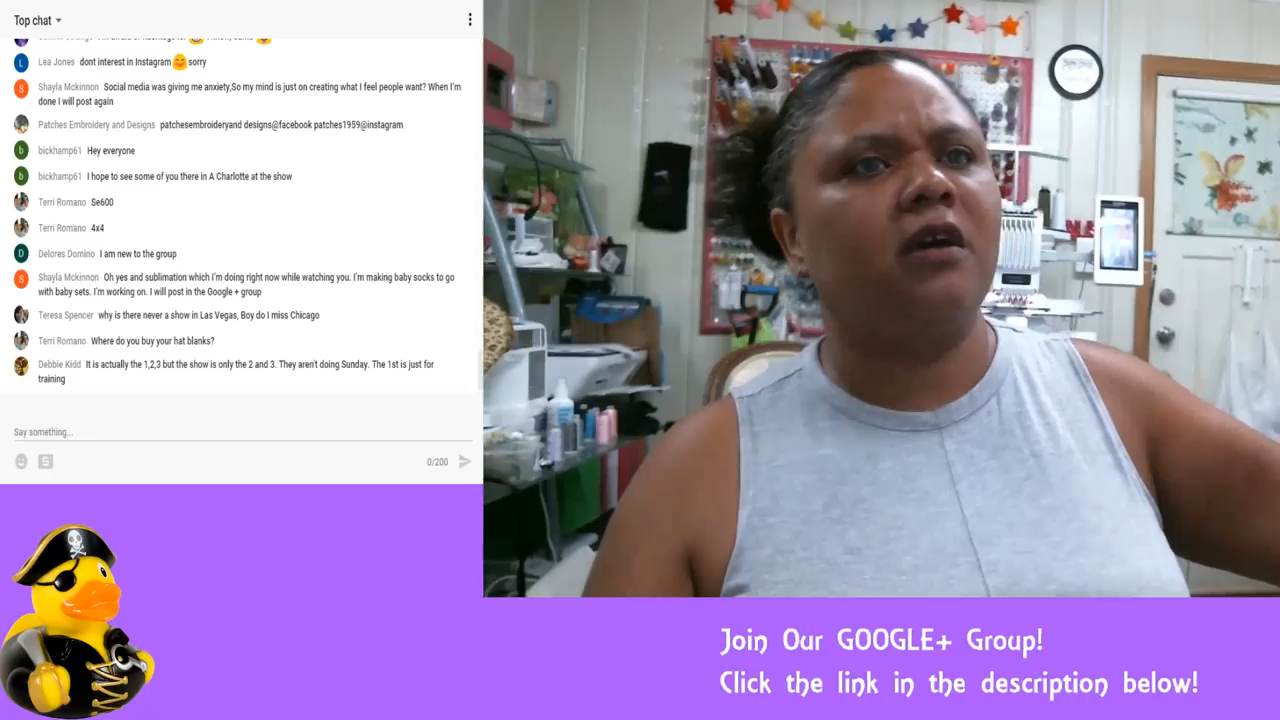 Top chat
Lea Jones dont interest in Instagram 🤗 sorry
Shayla Mckinnon Social media was giving me anxiety,So my mind is just on creating what I feel people want? When I'm
done I will post again
Patches Embroidery and Designs patchesembroideryand designs@facebook patches1959@instagram
bickhamp61 Hey everyone
bickhamp61 I hope to see some of you there in A Charlotte at the show
Terri Romano Se600
Terri Romano 4x4
Delores Domino I am new to the group
Shayla Mckinnon Oh yes and sublimation which I'm doing right now while watching you. I'm making baby socks to go
with baby sets. I'm working on. I will post in the Google + group
Teresa Spencer why is there never a show in Las Vegas, Boy do I miss Chicago
Terri Romano Where do you buy your hat blanks?
Debbie Kidd It is actually the 1,2,3 but the show is only the 2 and 3. They aren't doing Sunday. The 1st is just for
training
Say something...
0/200
Join Our GOOGLE+ Group!
Click the link in the description below!